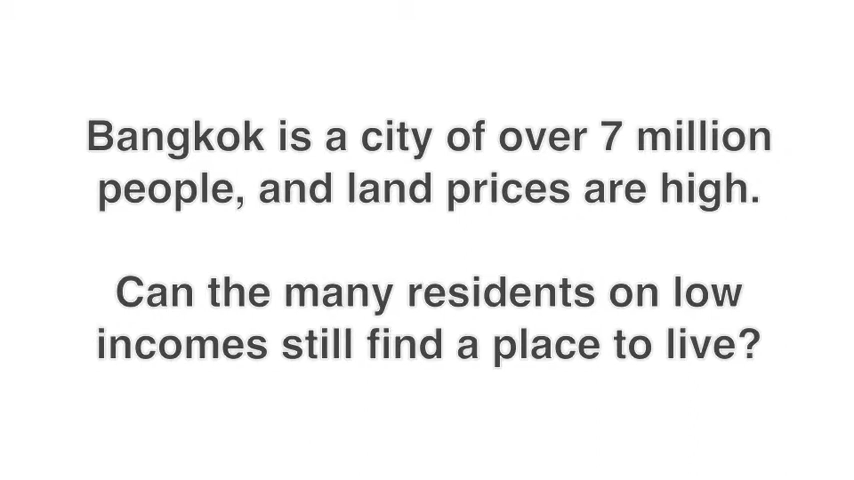 Bangkok is a city of over 7 million
people, and land prices are high.
Can the many residents on low
incomes still find a place to live?